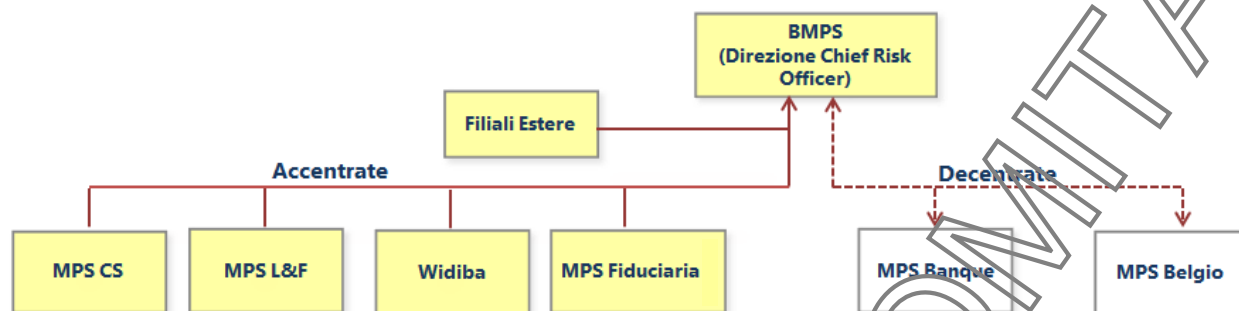 BMPS
(Direzione Chief Risk
Officer)
Filiali Estere
Accentrate
Decentrate
MPS CS
MPS L&F
Widiba
MPS Fiduciaria
MPS Banque
MPS Belgio